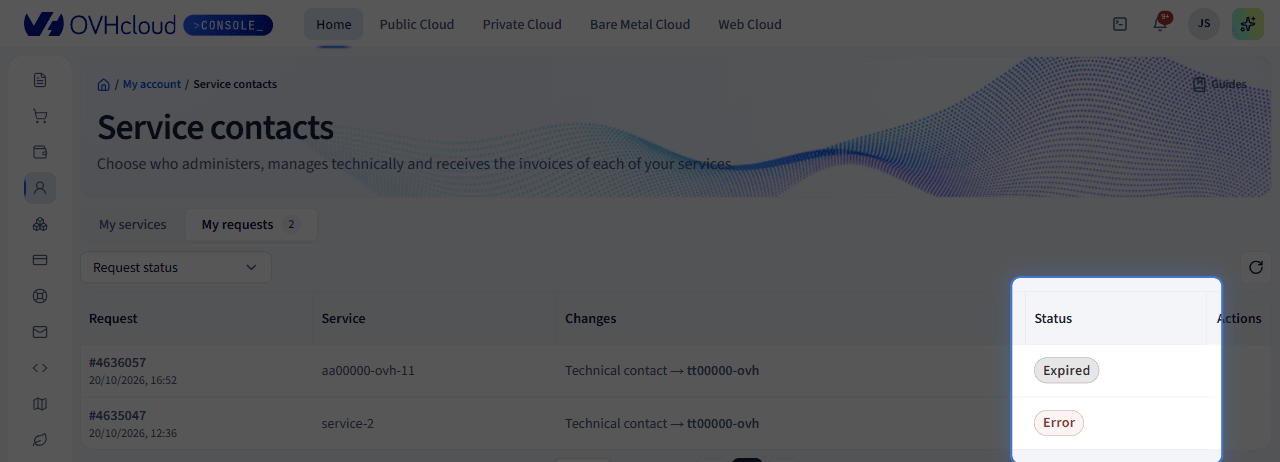 OVHcloud >CONSOLE_ Home Public Cloud Private Cloud Bare Metal Cloud Web Cloud 9+ JS
/ My account / Service contacts Guides
Service contacts
Choose who administers, manages technically and receives the invoices of each of your services.
My services My requests 2
Request status
Request Service Changes Status Actions
#4636057
20/10/2026, 16:52
aa00000-ovh-11 Technical contact → tt00000-ovh Expired
#4635047
20/10/2026, 12:36
service-2 Technical contact → tt00000-ovh Error